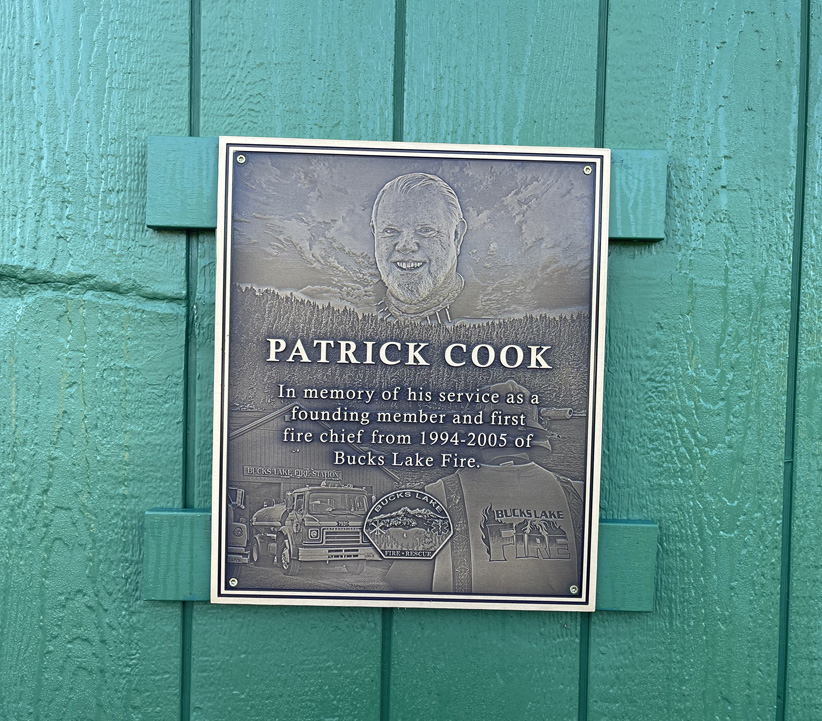 PATRICK COOK
In memory of his service as a
founding member and first
fire chief from 1994-2005 of
Bucks Lake Fire.
BUCKS LAKE FIRE STATION
BUCKS LAKE
FIRE • RESCUE
BUCKS LAKE
FIRE